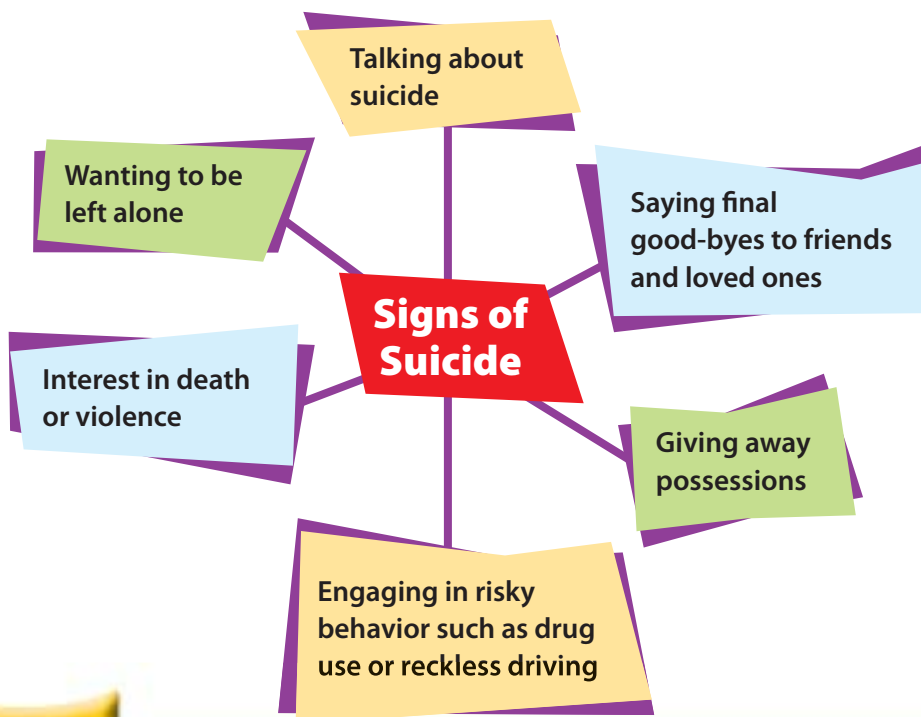 Talking about
suicide
Wanting to be
left alone
Saying final
good-byes to friends
and loved ones
Signs of
Suicide
Interest in death
or violence
Giving away
possessions
Engaging in risky
behavior such as drug
use or reckless driving